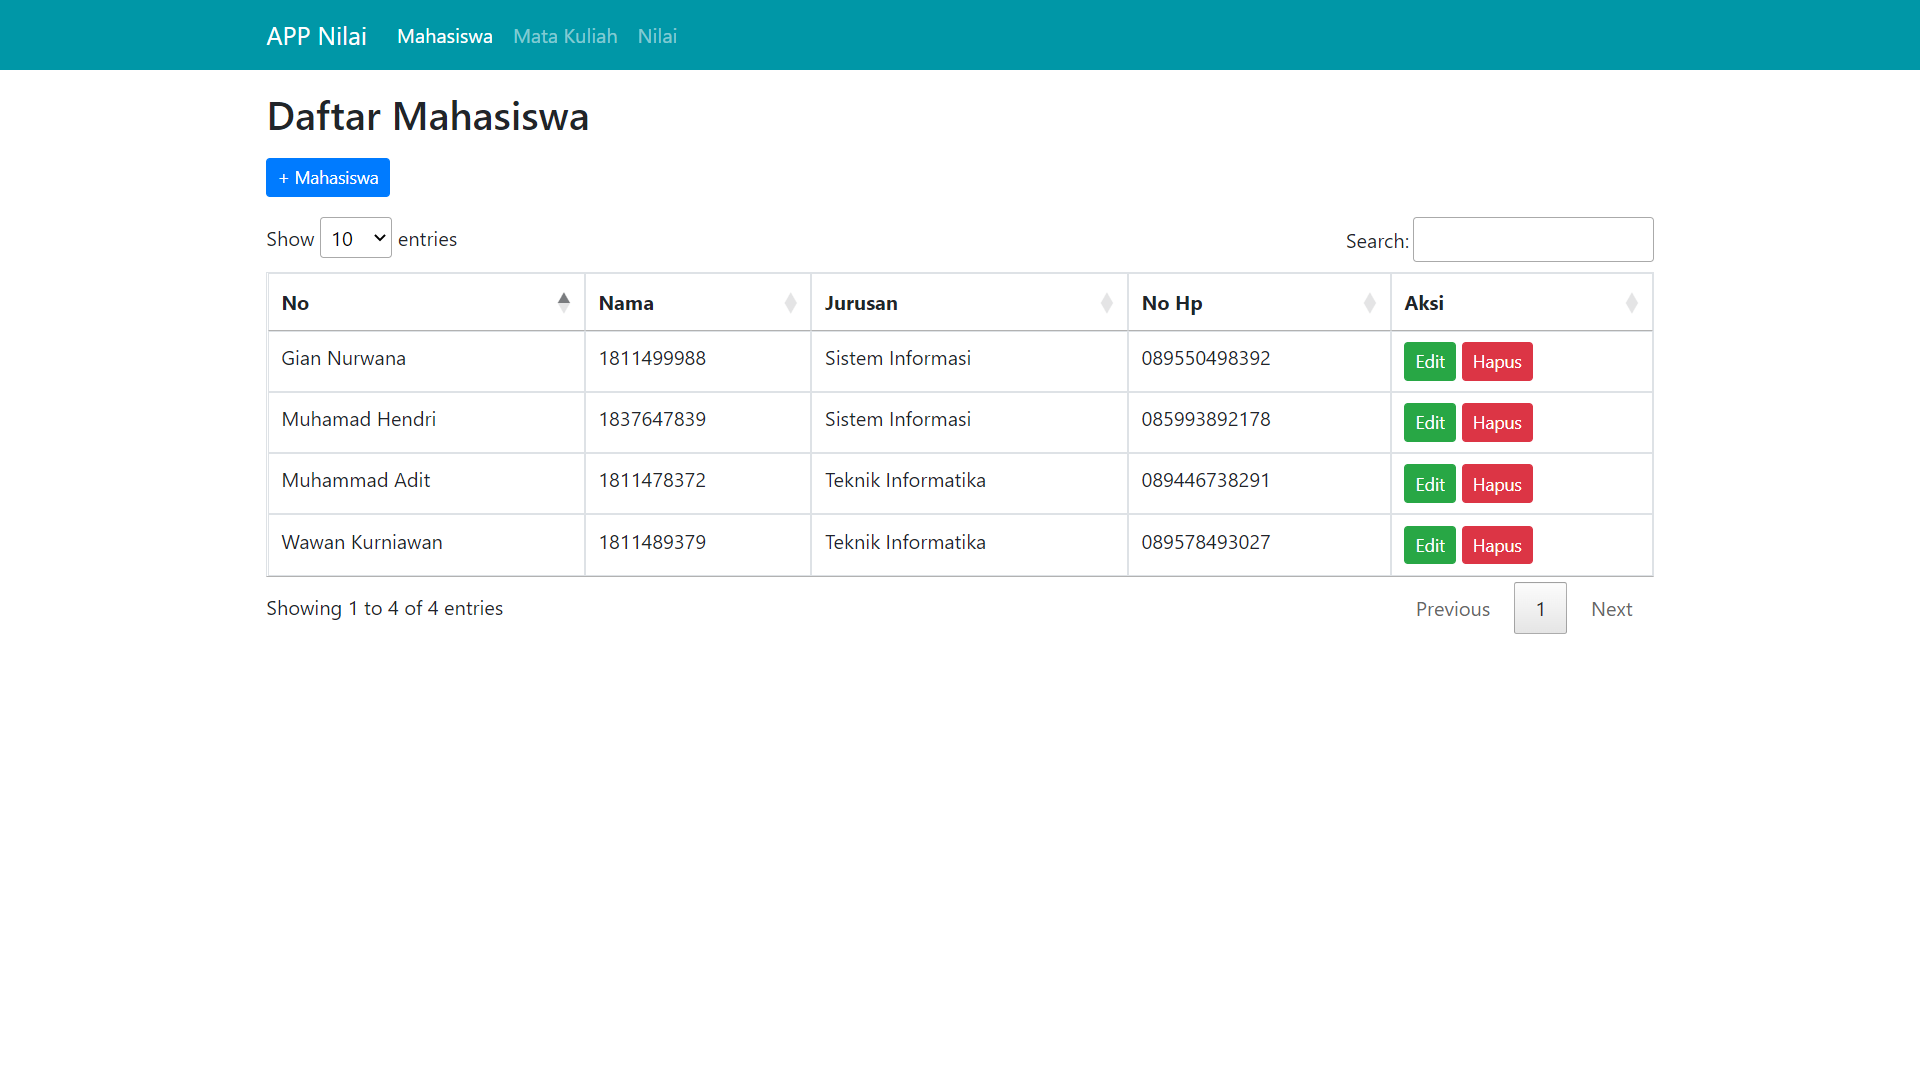 APP Nilai Mahasiswa Mata Kuliah Nilai
Daftar Mahasiswa
+ Mahasiswa
Show 10 entries Search:
No Nama Jurusan No Hp Aksi
Gian Nurwana 1811499988 Sistem Informasi 089550498392 Edit Hapus
Muhamad Hendri 1837647839 Sistem Informasi 085993892178 Edit Hapus
Muhammad Adit 1811478372 Teknik Informatika 089446738291 Edit Hapus
Wawan Kurniawan 1811489379 Teknik Informatika 089578493027 Edit Hapus
Showing 1 to 4 of 4 entries Previous 1 Next